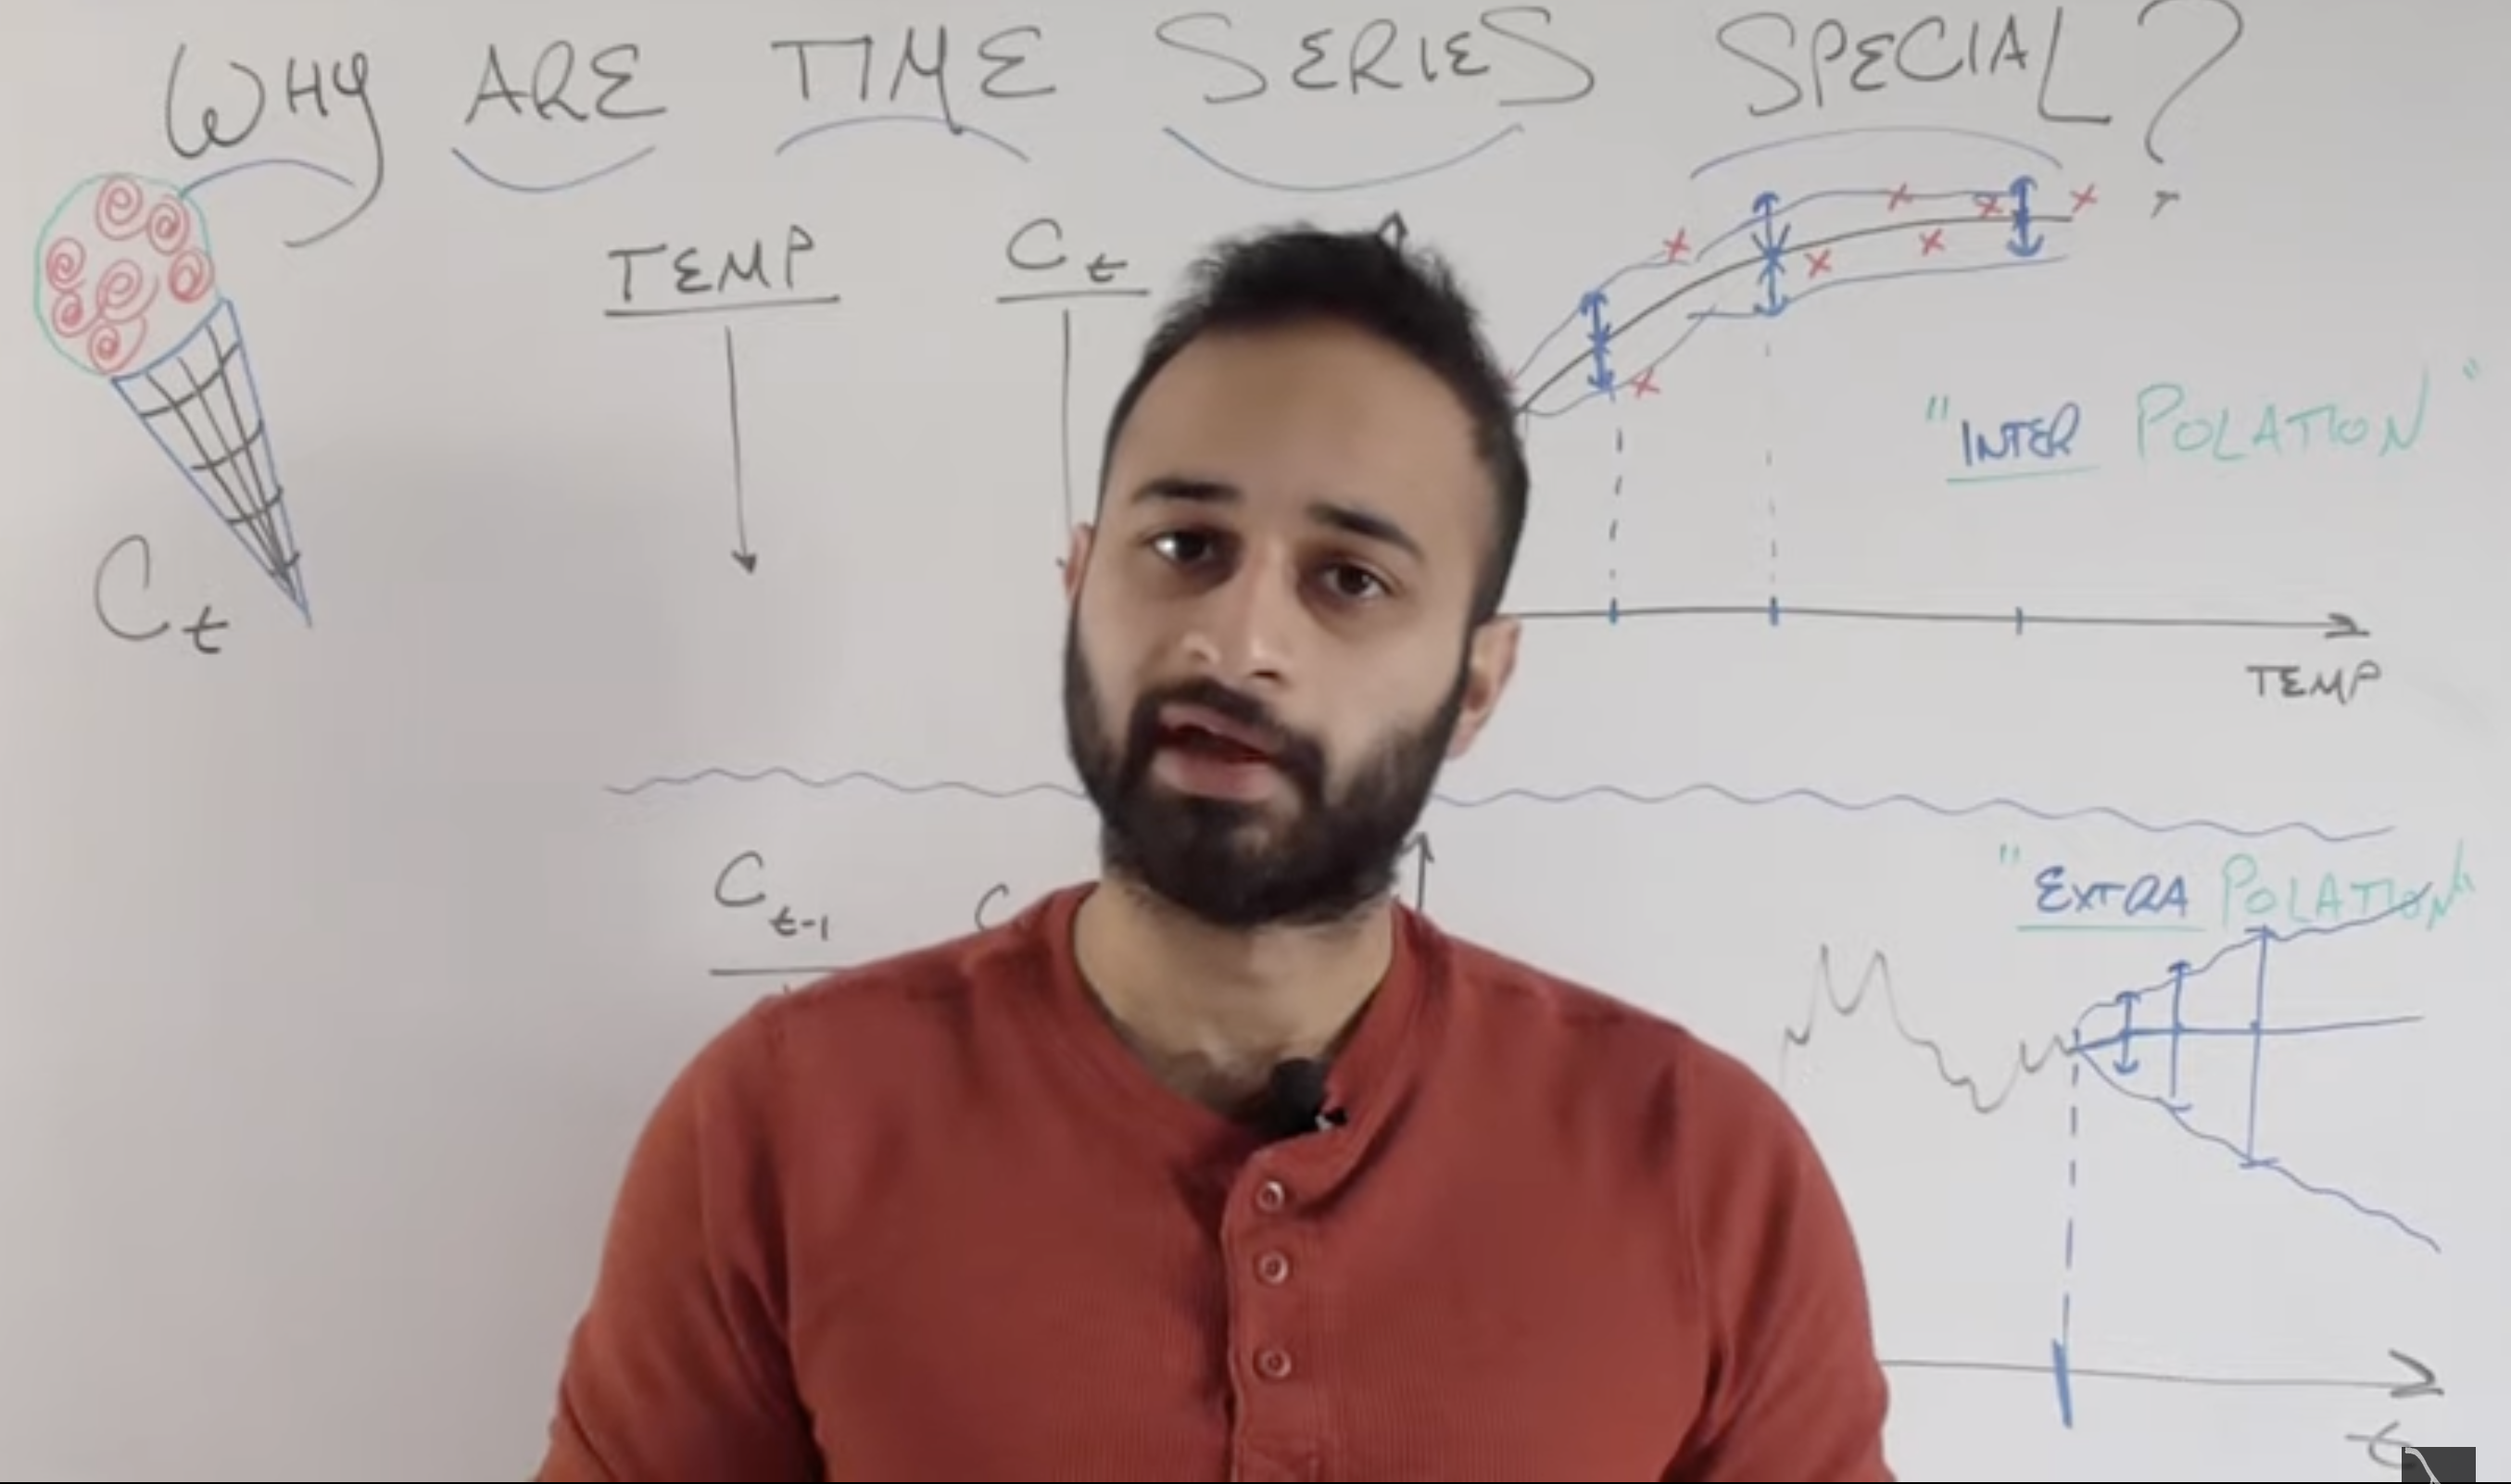 WHY ARE TIME SERIES SPECIAL?
TEMP
Ct
"INTER POLATION"
Ct
TEMP
Ct-1
C
"EXTRA POLATION"
t